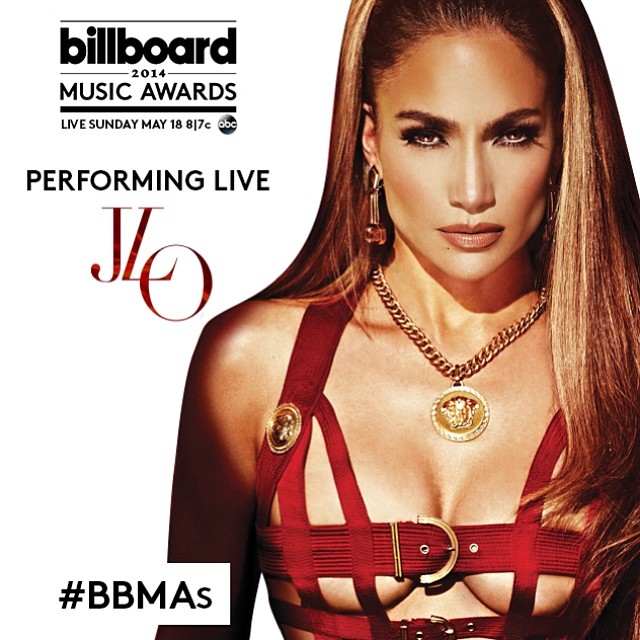 billboard
2014
MUSIC AWARDS
LIVE SUNDAY MAY 18 8|7c abc
PERFORMING LIVE
JLO
#BBMAs